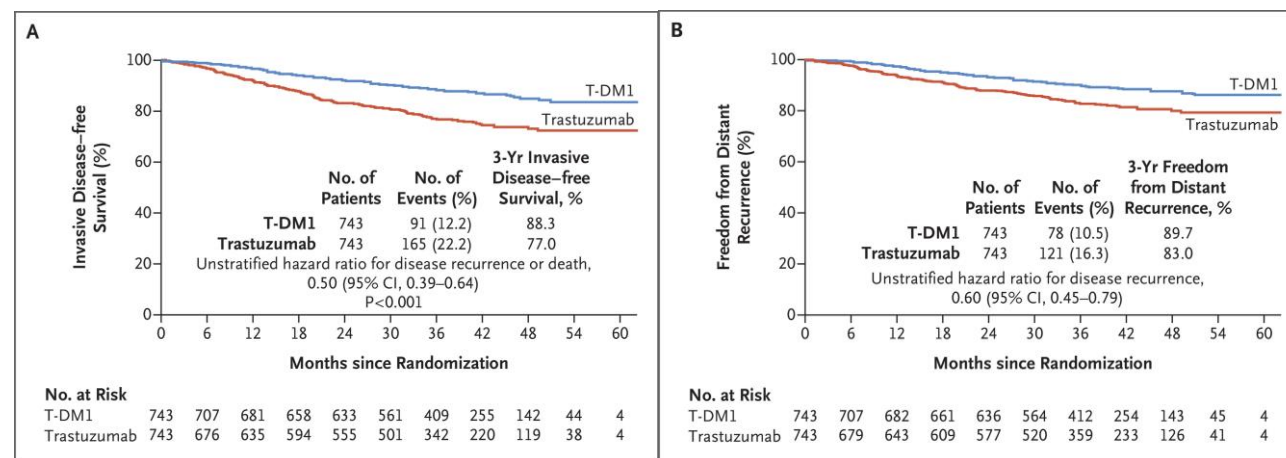 A
Invasive Disease–free
Survival (%)
100
80
60
40
20
0
T-DM1
Trastuzumab
No. of No. of 3-Yr Invasive
Patients Events (%) Disease–free
Survival, %
T-DM1 743 91 (12.2) 88.3
Trastuzumab 743 165 (22.2) 77.0
Unstratified hazard ratio for disease recurrence or death,
0.50 (95% CI, 0.39–0.64)
P<0.001
0 6 12 18 24 30 36 42 48 54 60
Months since Randomization
No. at Risk
T-DM1 743 707 681 658 633 561 409 255 142 44 4
Trastuzumab 743 676 635 594 555 501 342 220 119 38 4
B
Freedom from Distant
Recurrence (%)
100
80
60
40
20
0
T-DM1
Trastuzumab
3-Yr Freedom
No. of No. of from Distant
Patients Events (%) Recurrence, %
T-DM1 743 78 (10.5) 89.7
Trastuzumab 743 121 (16.3) 83.0
Unstratified hazard ratio for disease recurrence,
0.60 (95% CI, 0.45–0.79)
0 6 12 18 24 30 36 42 48 54 60
Months since Randomization
No. at Risk
T-DM1 743 707 682 661 636 564 412 254 143 45 4
Trastuzumab 743 679 643 609 577 520 359 233 126 41 4